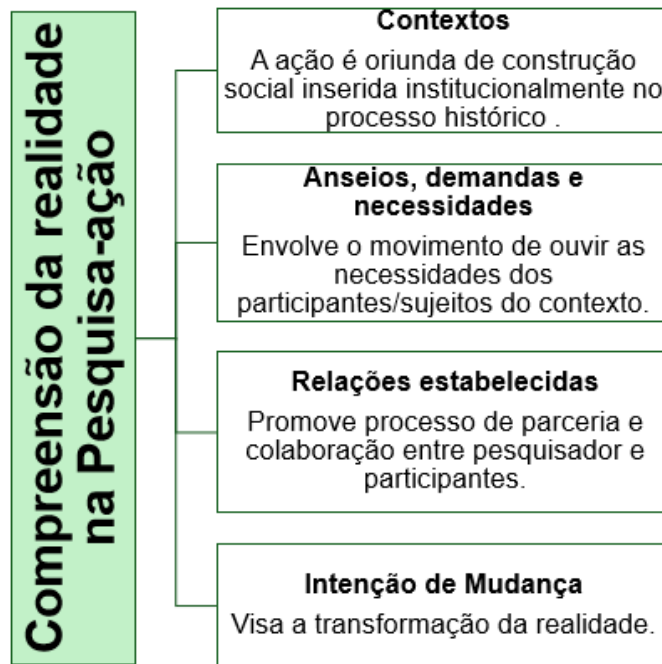 Compreensão da realidade
na Pesquisa-ação
Contextos
A ação é oriunda de construção
social inserida institucionalmente no
processo histórico .
Anseios, demandas e
necessidades
Envolve o movimento de ouvir as
necessidades dos
participantes/sujeitos do contexto.
Relações estabelecidas
Promove processo de parceria e
colaboração entre pesquisador e
participantes.
Intenção de Mudança
Visa a transformação da realidade.